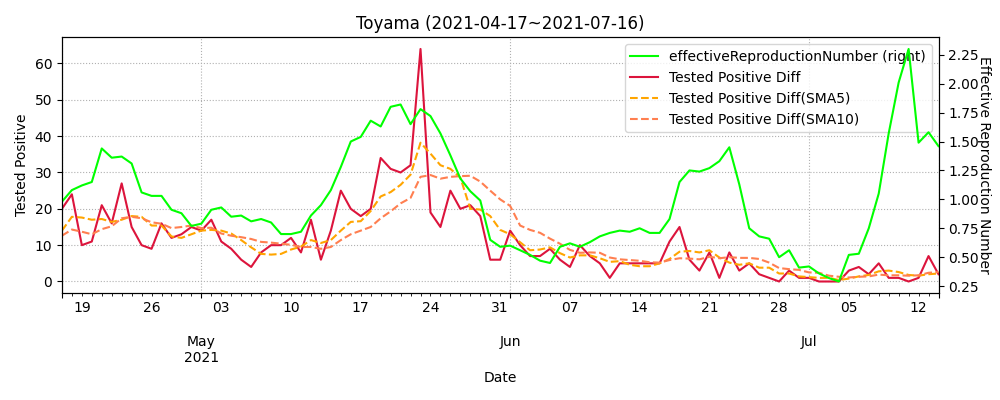 Toyama (2021-04-17~2021-07-16)
effectiveReproductionNumber (right)
Tested Positive Diff
Tested Positive Diff(SMA5)
Tested Positive Diff(SMA10)
Tested Positive
60
50
40
30
20
10
0
Effective Reproduction Number
2.25
2.00
1.75
1.50
1.25
1.00
0.75
0.50
0.25
19 26 03 10 17 24 31 07 14 21 28 05 12
May Jun Jul
2021
Date